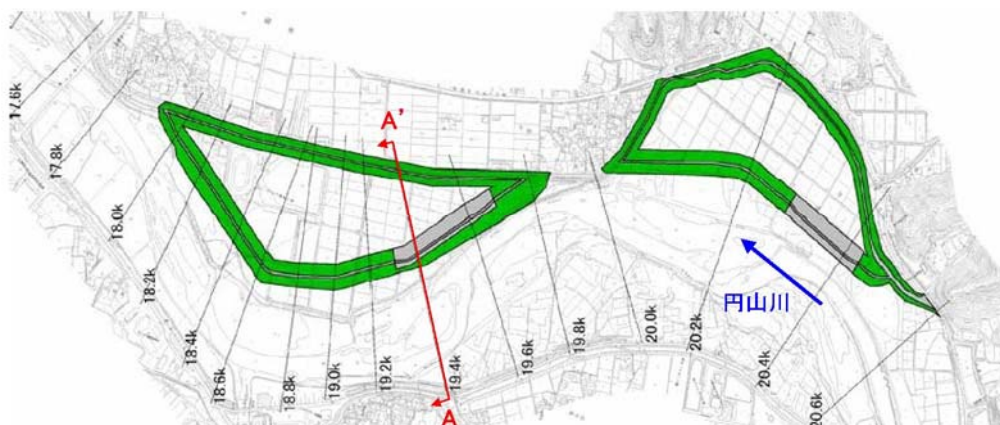 17.6k
17.8k
18.0k
18.2k
18.4k
18.6k
18.8k
19.0k
19.2k
19.4k
19.6k
19.8k
20.0k
20.2k
20.4k
20.6k
A'
A
円山川